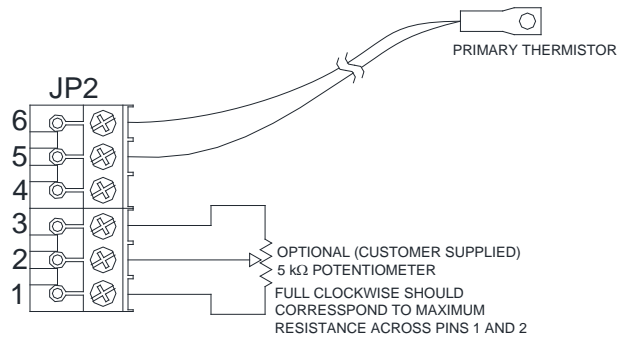 PRIMARY THERMISTOR
JP2
6
5
4
3
2
1
OPTIONAL (CUSTOMER SUPPLIED)
5 kΩ POTENTIOMETER
FULL CLOCKWISE SHOULD
CORRESPOND TO MAXIMUM
RESISTANCE ACROSS PINS 1 AND 2